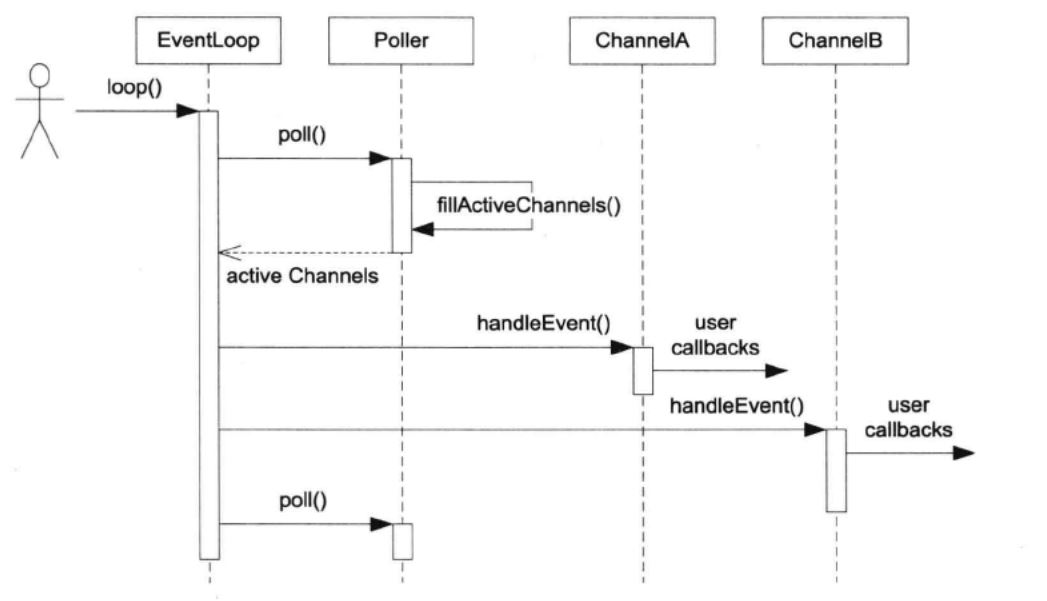 EventLoop
Poller
ChannelA
ChannelB
loop()
poll()
fillActiveChannels()
active Channels
handleEvent()
user
callbacks
handleEvent()
user
callbacks
poll()